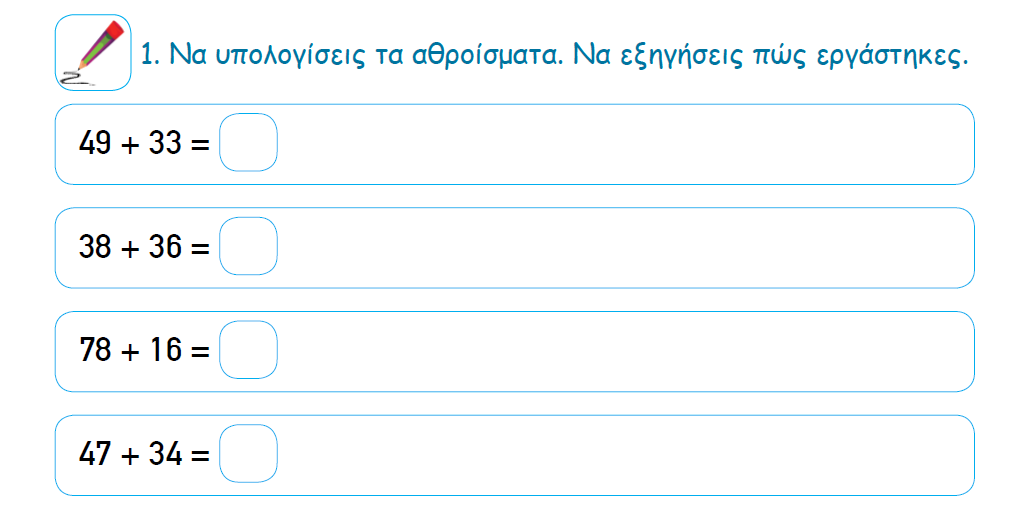 1. Να υπολογίσεις τα αθροίσματα. Να εξηγήσεις πώς εργάστηκες.
49 + 33 =
38 + 36 =
78 + 16 =
47 + 34 =